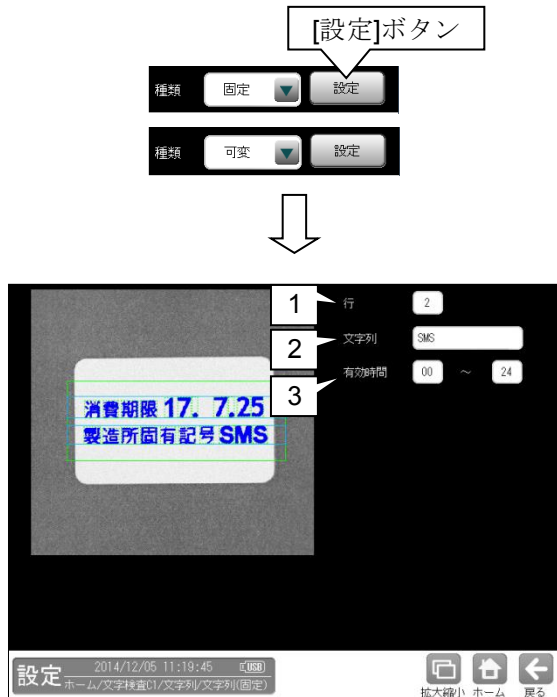 [設定]ボタン
種類 固定 設定
種類 可変 設定
1 行 2
2 文字列 SMS
3 有効時間 00 ～ 24
消費期限 17. 7.25
製造所固有記号 SMS
設定 2014/12/05 11:19:45 USB
ホーム/文字検査C1/文字列/文字列(固定)
拡大縮小 ホーム 戻る